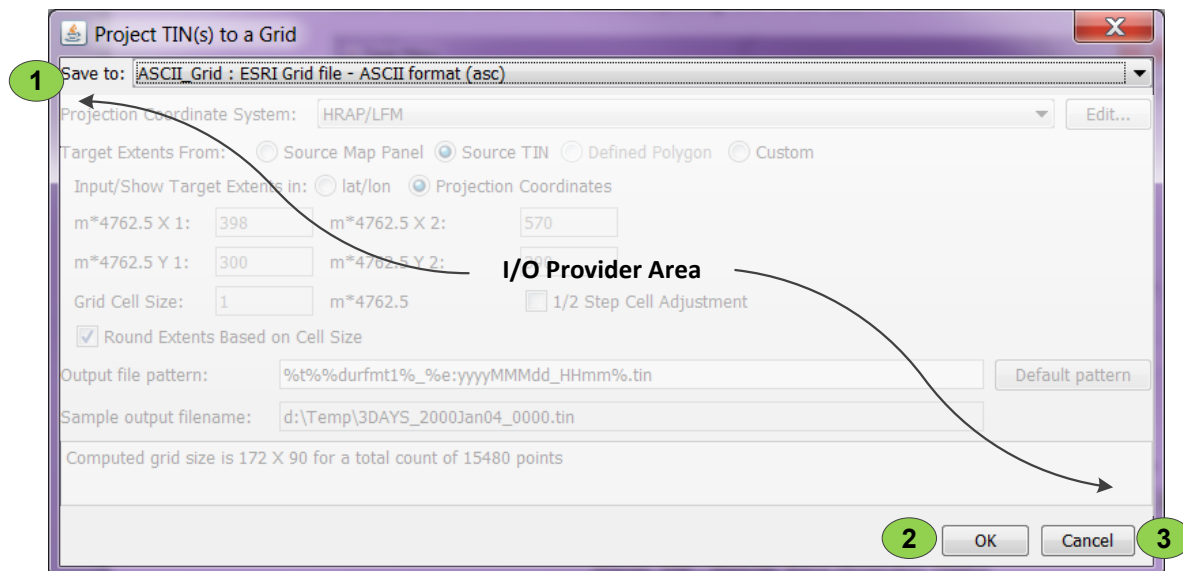 Project TIN(s) to a Grid
1 Save to: ASCII_Grid : ESRI Grid file - ASCII format (asc)
Projection Coordinate System: HRAP/LFM Edit...
Target Extents From: Source Map Panel Source TIN Defined Polygon Custom
Input/Show Target Extents in: lat/lon Projection Coordinates
m*4762.5 X 1: 398 m*4762.5 X 2: 570
m*4762.5 Y 1: 300 m*4762.5 Y 2:
I/O Provider Area
Grid Cell Size: 1 m*4762.5 1/2 Step Cell Adjustment
Round Extents Based on Cell Size
Output file pattern: %t%%durfmt1%_%e:yyyyMMMdd_HHmm%.tin Default pattern
Sample output filename: d:\Temp\3DAYS_2000Jan04_0000.tin
Computed grid size is 172 X 90 for a total count of 15480 points
2 OK Cancel 3